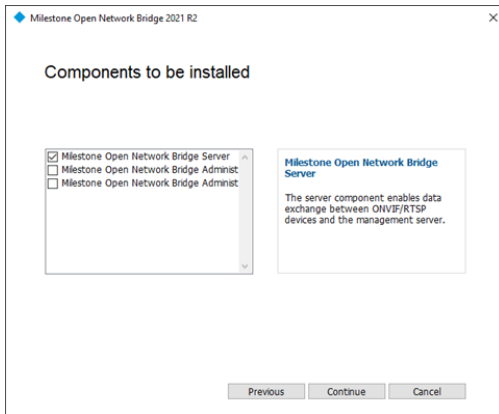 Milestone Open Network Bridge 2021 R2
Components to be installed
Milestone Open Network Bridge Server
Milestone Open Network Bridge Administ
Milestone Open Network Bridge Administ
Milestone Open Network Bridge
Server
The server component enables data
exchange between ONVIF/RTSP
devices and the management server.
Previous
Continue
Cancel